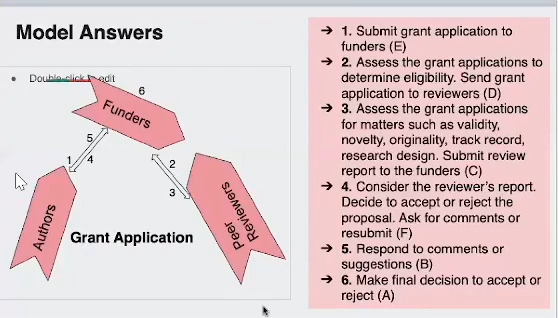 Model Answers
• Double-click to edit
6
Funders
5
1
4
2
3
Authors
Peer
Reviewers
Grant Application
➔ 1. Submit grant application to
funders (E)
➔ 2. Assess the grant applications to
determine eligibility. Send grant
application to reviewers (D)
➔ 3. Assess the grant applications
for matters such as validity,
novelty, originality, track record,
research design. Submit review
report to the funders (C)
➔ 4. Consider the reviewer's report.
Decide to accept or reject the
proposal. Ask for comments or
resubmit (F)
➔ 5. Respond to comments or
suggestions (B)
➔ 6. Make final decision to accept or
reject (A)